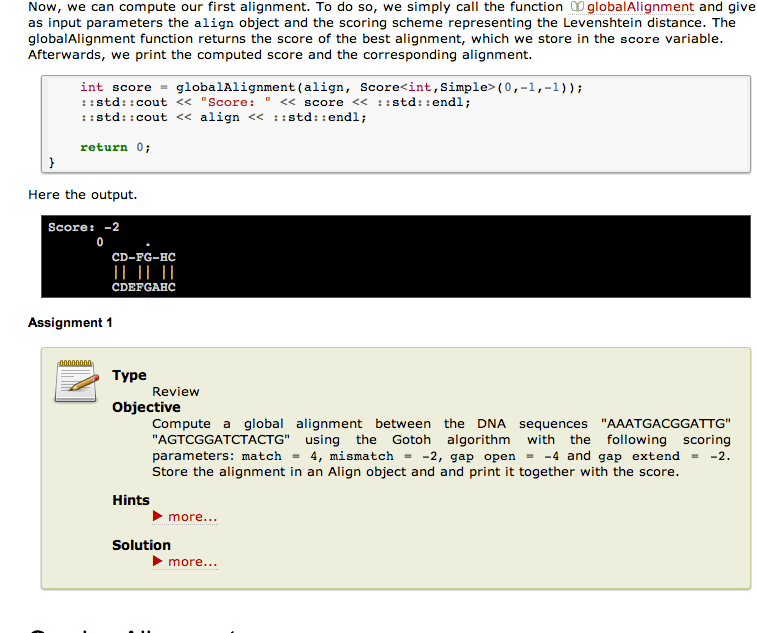 Now, we can compute our first alignment. To do so, we simply call the function globalAlignment and give
as input parameters the align object and the scoring scheme representing the Levenshtein distance. The
globalAlignment function returns the score of the best alignment, which we store in the score variable.
Afterwards, we print the computed score and the corresponding alignment.
int score = globalAlignment(align, Score<int,Simple>(0,-1,-1));
::std::cout << "Score: " << score << ::std::endl;
::std::cout << align << ::std::endl;
return 0;
}
Here the output.
Score: -2
0 .
CD-FG-HC
|| || ||
CDEFGAHC
Assignment 1
Type
Review
Objective
Compute a global alignment between the DNA sequences "AAATGACGGATTG"
"AGTCGGATCTACTG" using the Gotoh algorithm with the following scoring
parameters: match = 4, mismatch = -2, gap open = -4 and gap extend = -2.
Store the alignment in an Align object and and print it together with the score.
Hints
more...
Solution
more...